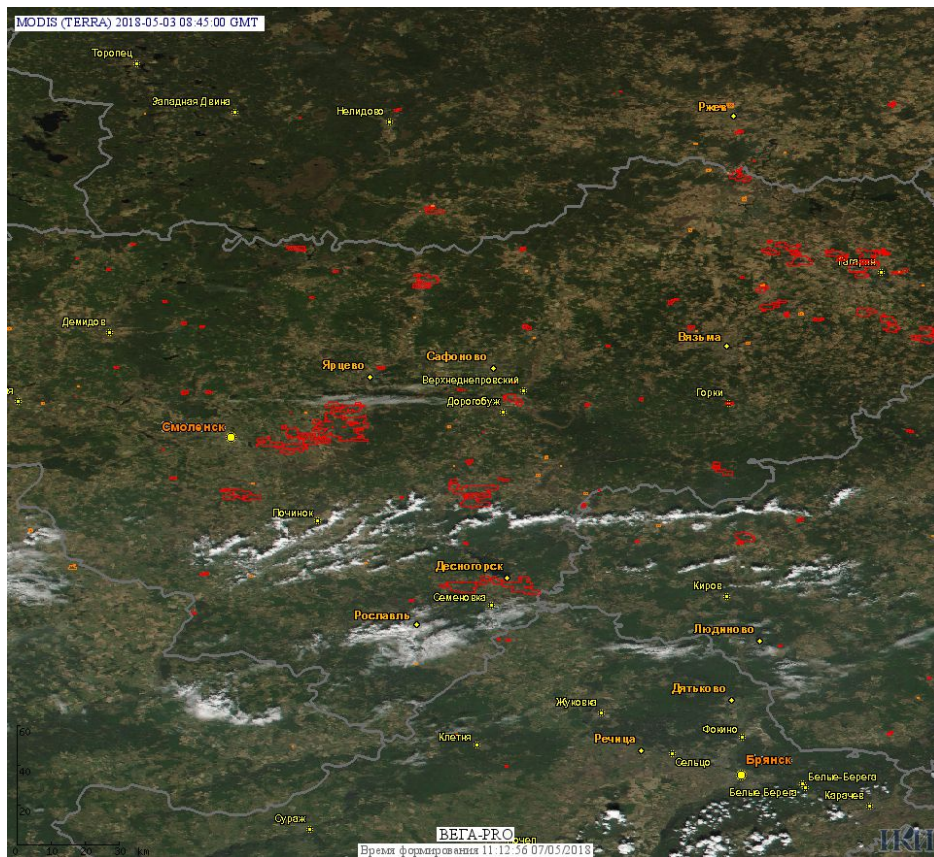 MODIS (TERRA) 2018-05-03 08:45:00 GMT
Торопец
Западная Двина
Нелидово
Ржев
Гагарин
Демидов
Вязьма
Ярцево
Сафоново
Верхнеднепровский
Дорогобуж
Горки
Смоленск
Починок
Десногорск
Семеновка
Киров
Рославль
Людиново
Дятьково
Жуковка
Фокино
Клетня
Речица
Сельцо
Брянск
Белые-Берега
Белые Берега
Карачев
Сураж
60
40
20
0 10 20 30 km
ВЕГА-PRO
Время формирования 11:12:56 07/05/2018
ИКИ